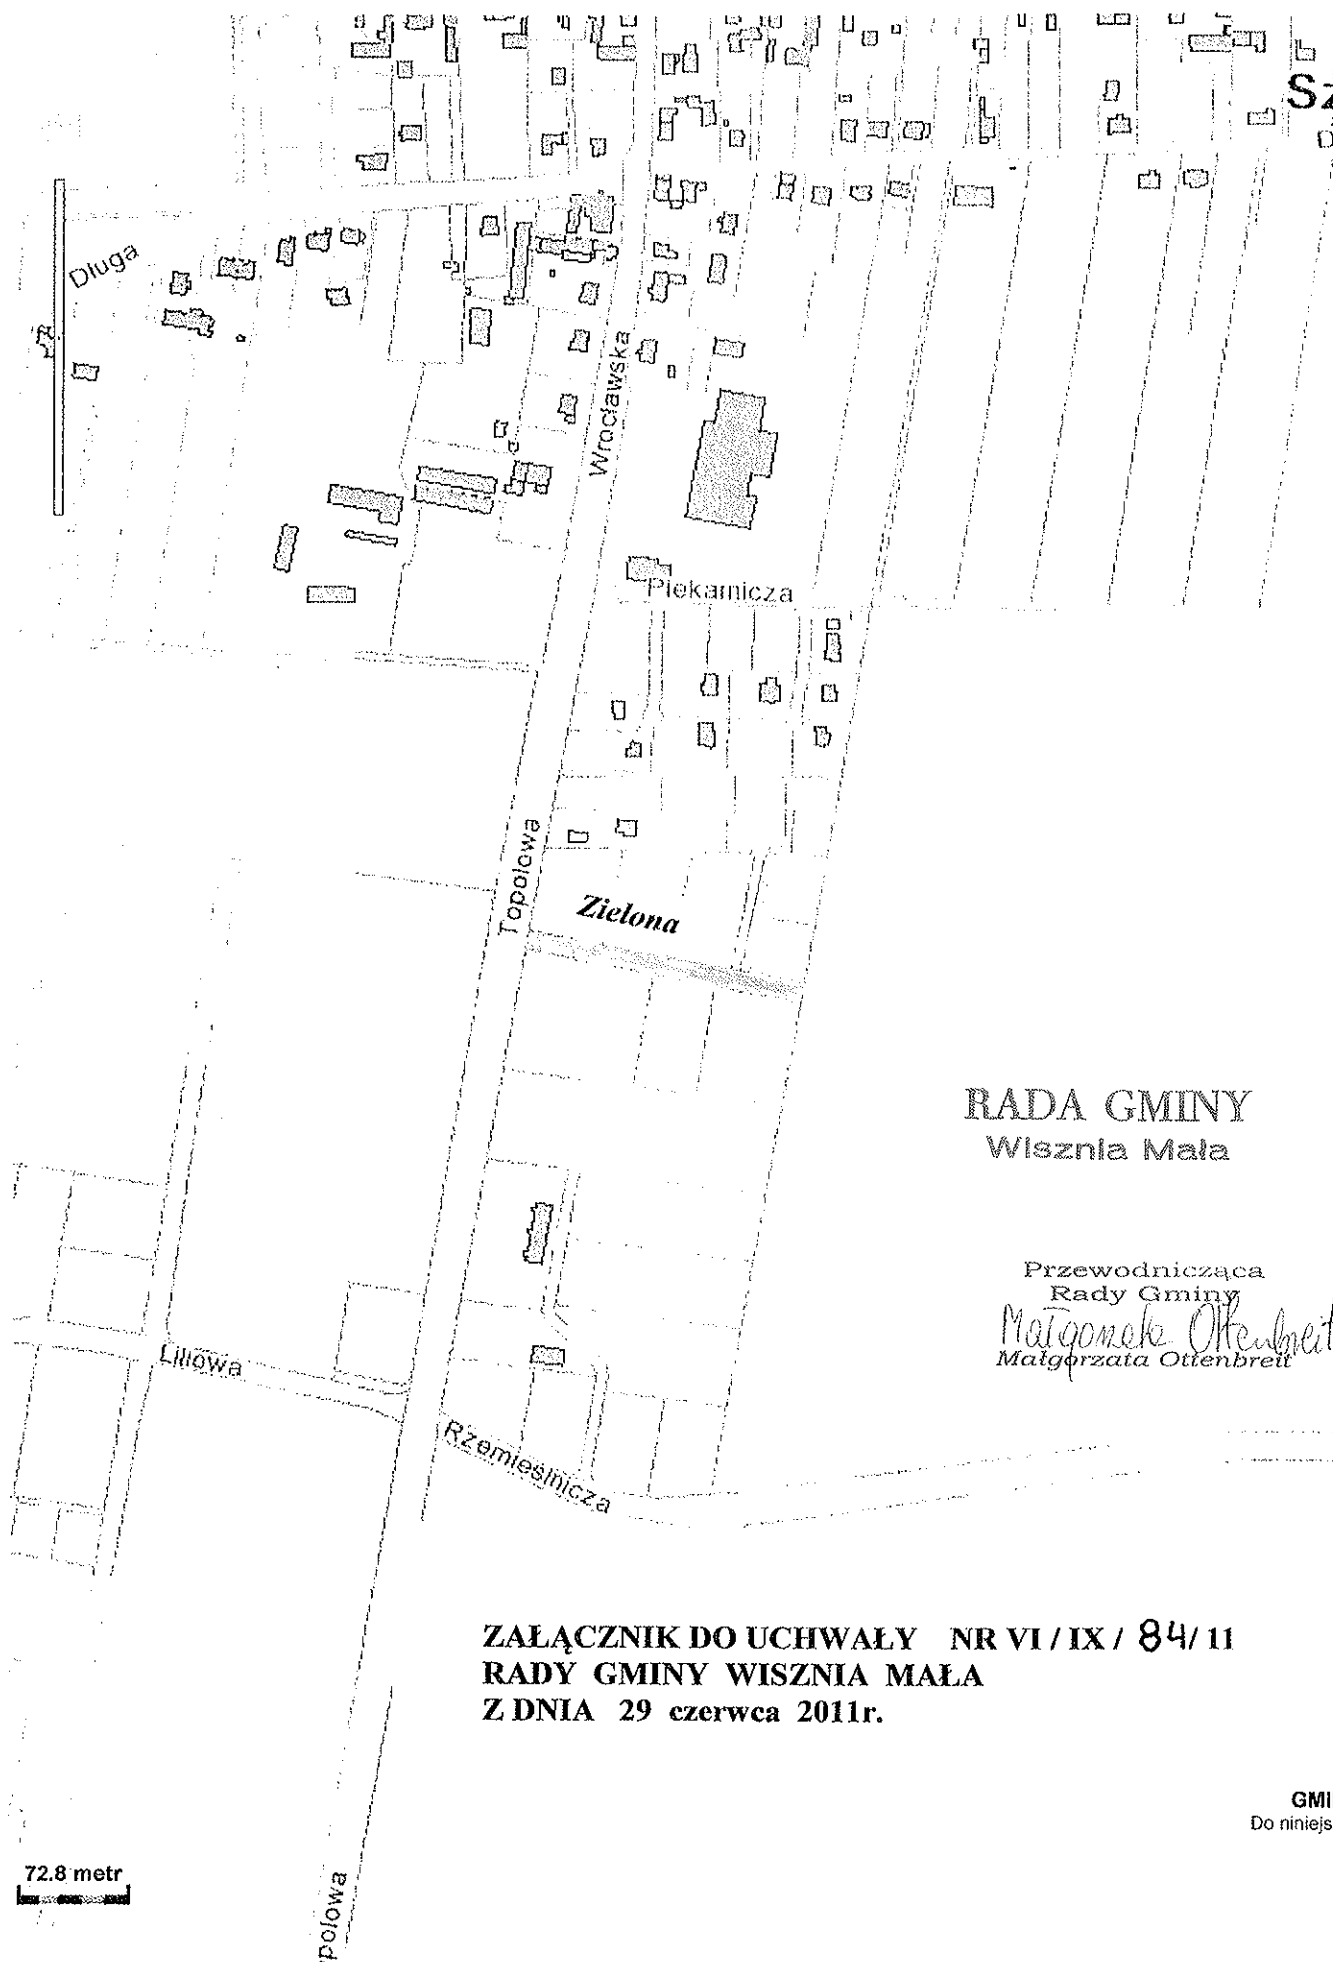 Sz
Długa
Wrocławska
Piekarnicza
Topolowa
Zielona
RADA GMINY
Wisznia Mała
Przewodnicząca
Rady Gminy
Małgorzata Ottenbreit
Małgorzata Ottenbreit
Liliowa
Rzemieślnicza
ZAŁĄCZNIK DO UCHWAŁY NR VI / IX / 84/ 11
RADY GMINY WISZNIA MAŁA
Z DNIA 29 czerwca 2011r.
GMI
Do niniejs
72.8 metr
polowa